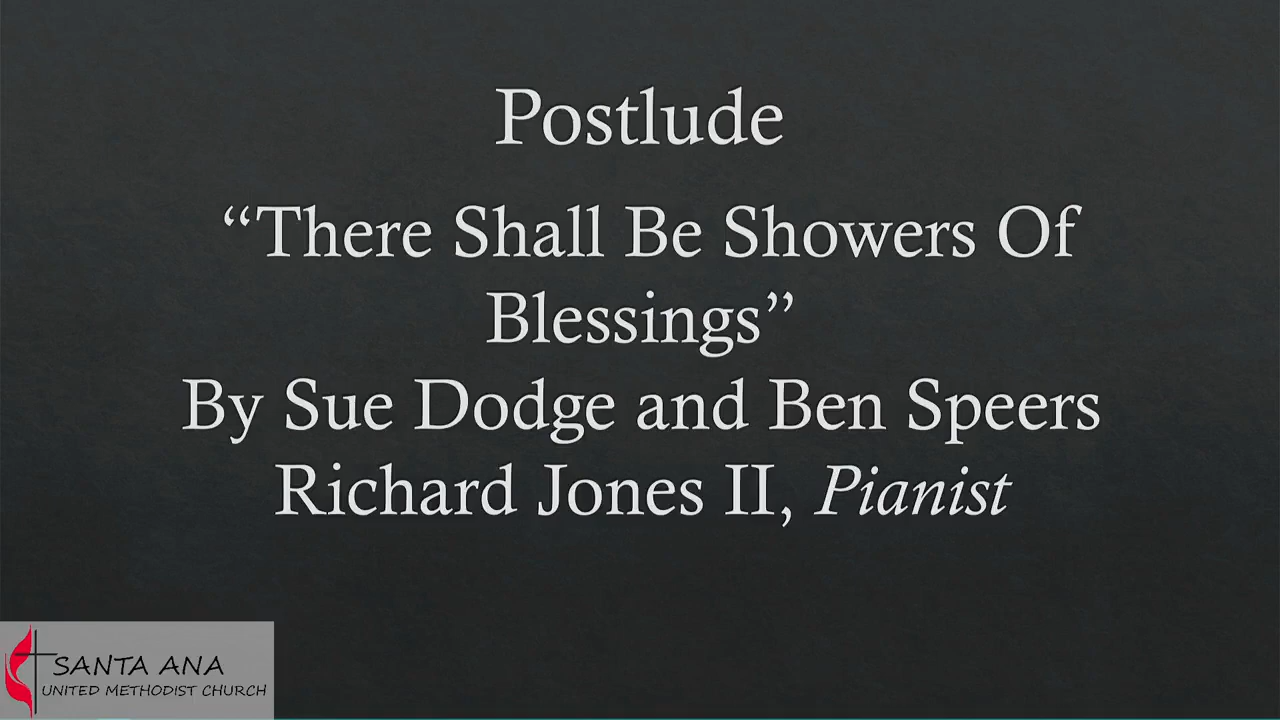 Postlude
“There Shall Be Showers Of
Blessings”
By Sue Dodge and Ben Speers
Richard Jones II, Pianist
SANTA ANA
UNITED METHODIST CHURCH